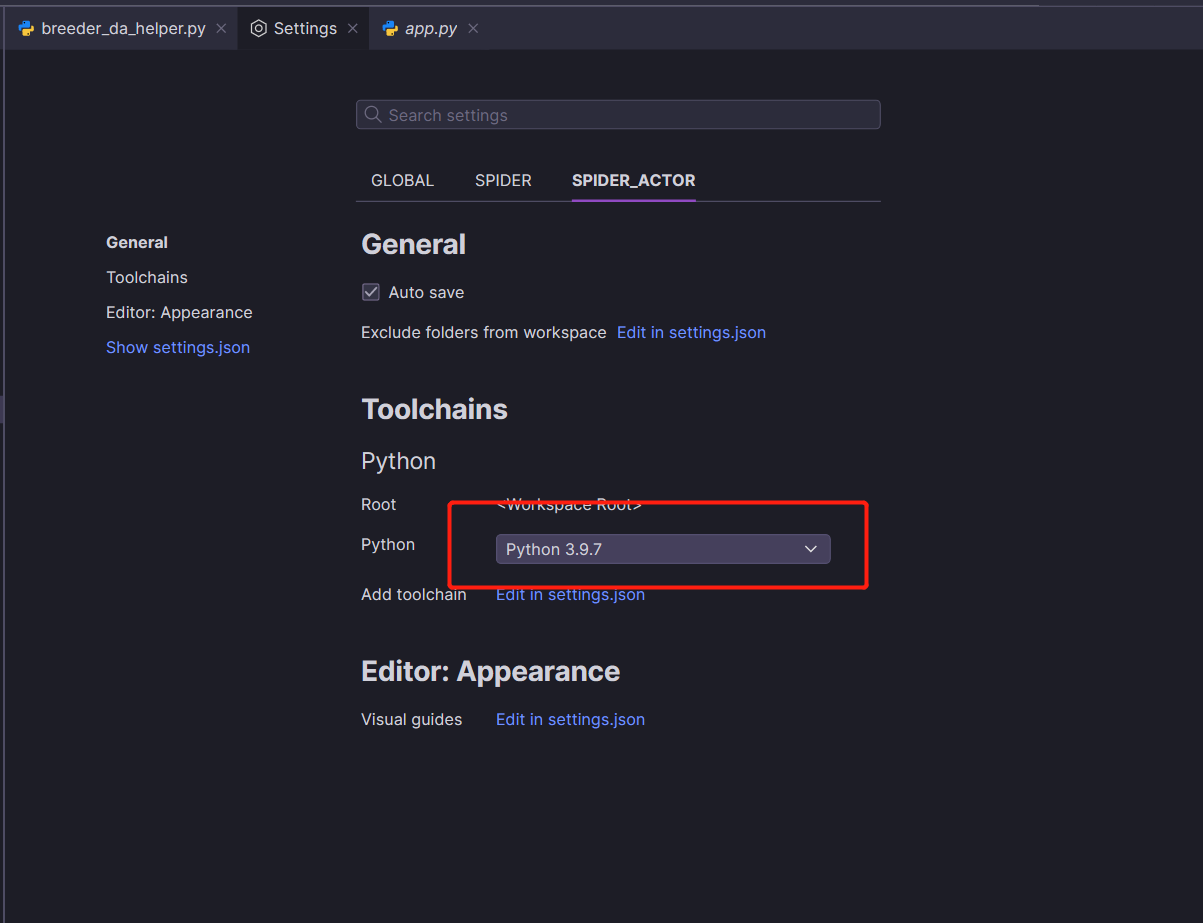 breeder_da_helper.py
Settings
app.py
Search settings
GLOBAL SPIDER SPIDER_ACTOR
General
Toolchains
Editor: Appearance
Show settings.json
General
Auto save
Exclude folders from workspace Edit in settings.json
Toolchains
Python
Root <Workspace Root>
Python Python 3.9.7
Add toolchain Edit in settings.json
Editor: Appearance
Visual guides Edit in settings.json